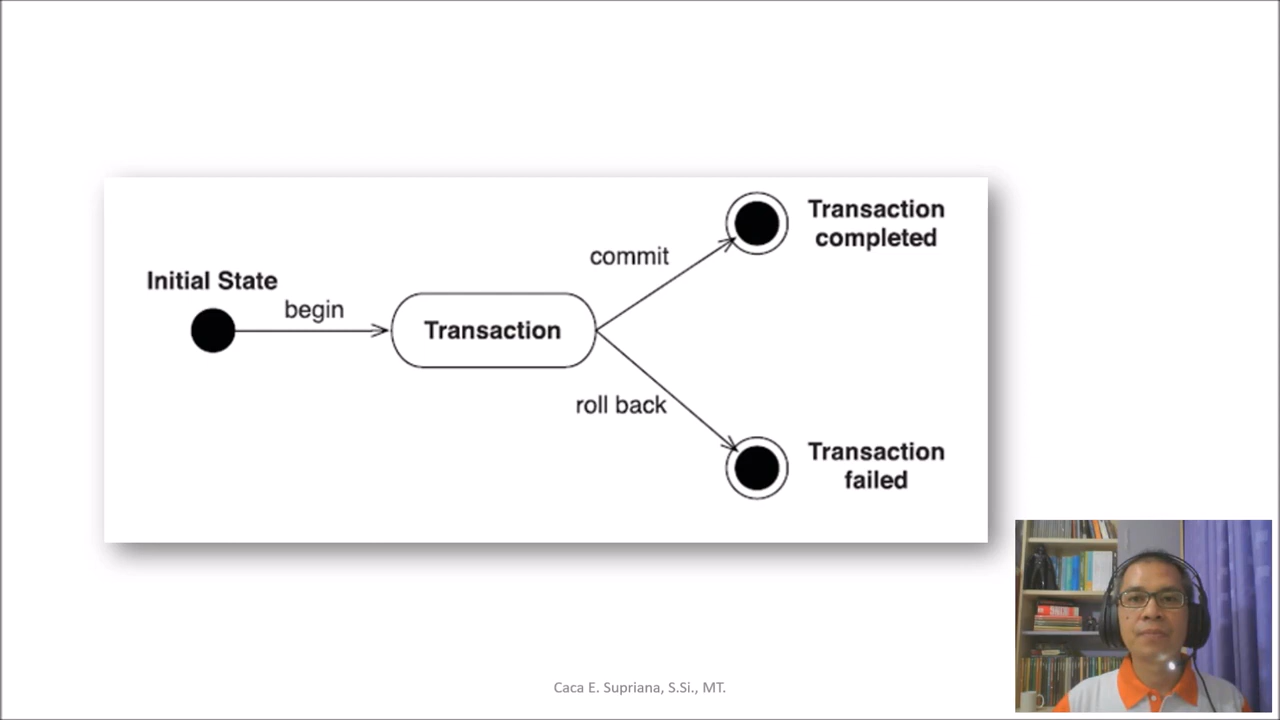 Transaction
completed
commit
Initial State
begin
Transaction
roll back
Transaction
failed
Caca E. Supriana, S.Si., MT.